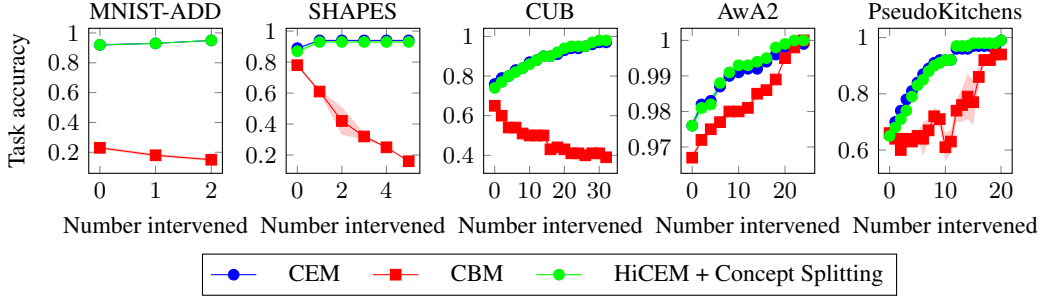 MNIST-ADD SHAPES CUB AwA2 PseudoKitchens
Task accuracy
1 0.8 0.6 0.4 0.2
0 1 2
1 0.8 0.6 0.4 0.2
0 2 4
1 0.8 0.6 0.4
0 10 20 30
1 0.99 0.98 0.97
0 10 20
1 0.8 0.6
0 10 20
Number intervened Number intervened Number intervened Number intervened Number intervened
CEM CBM HiCEM + Concept Splitting